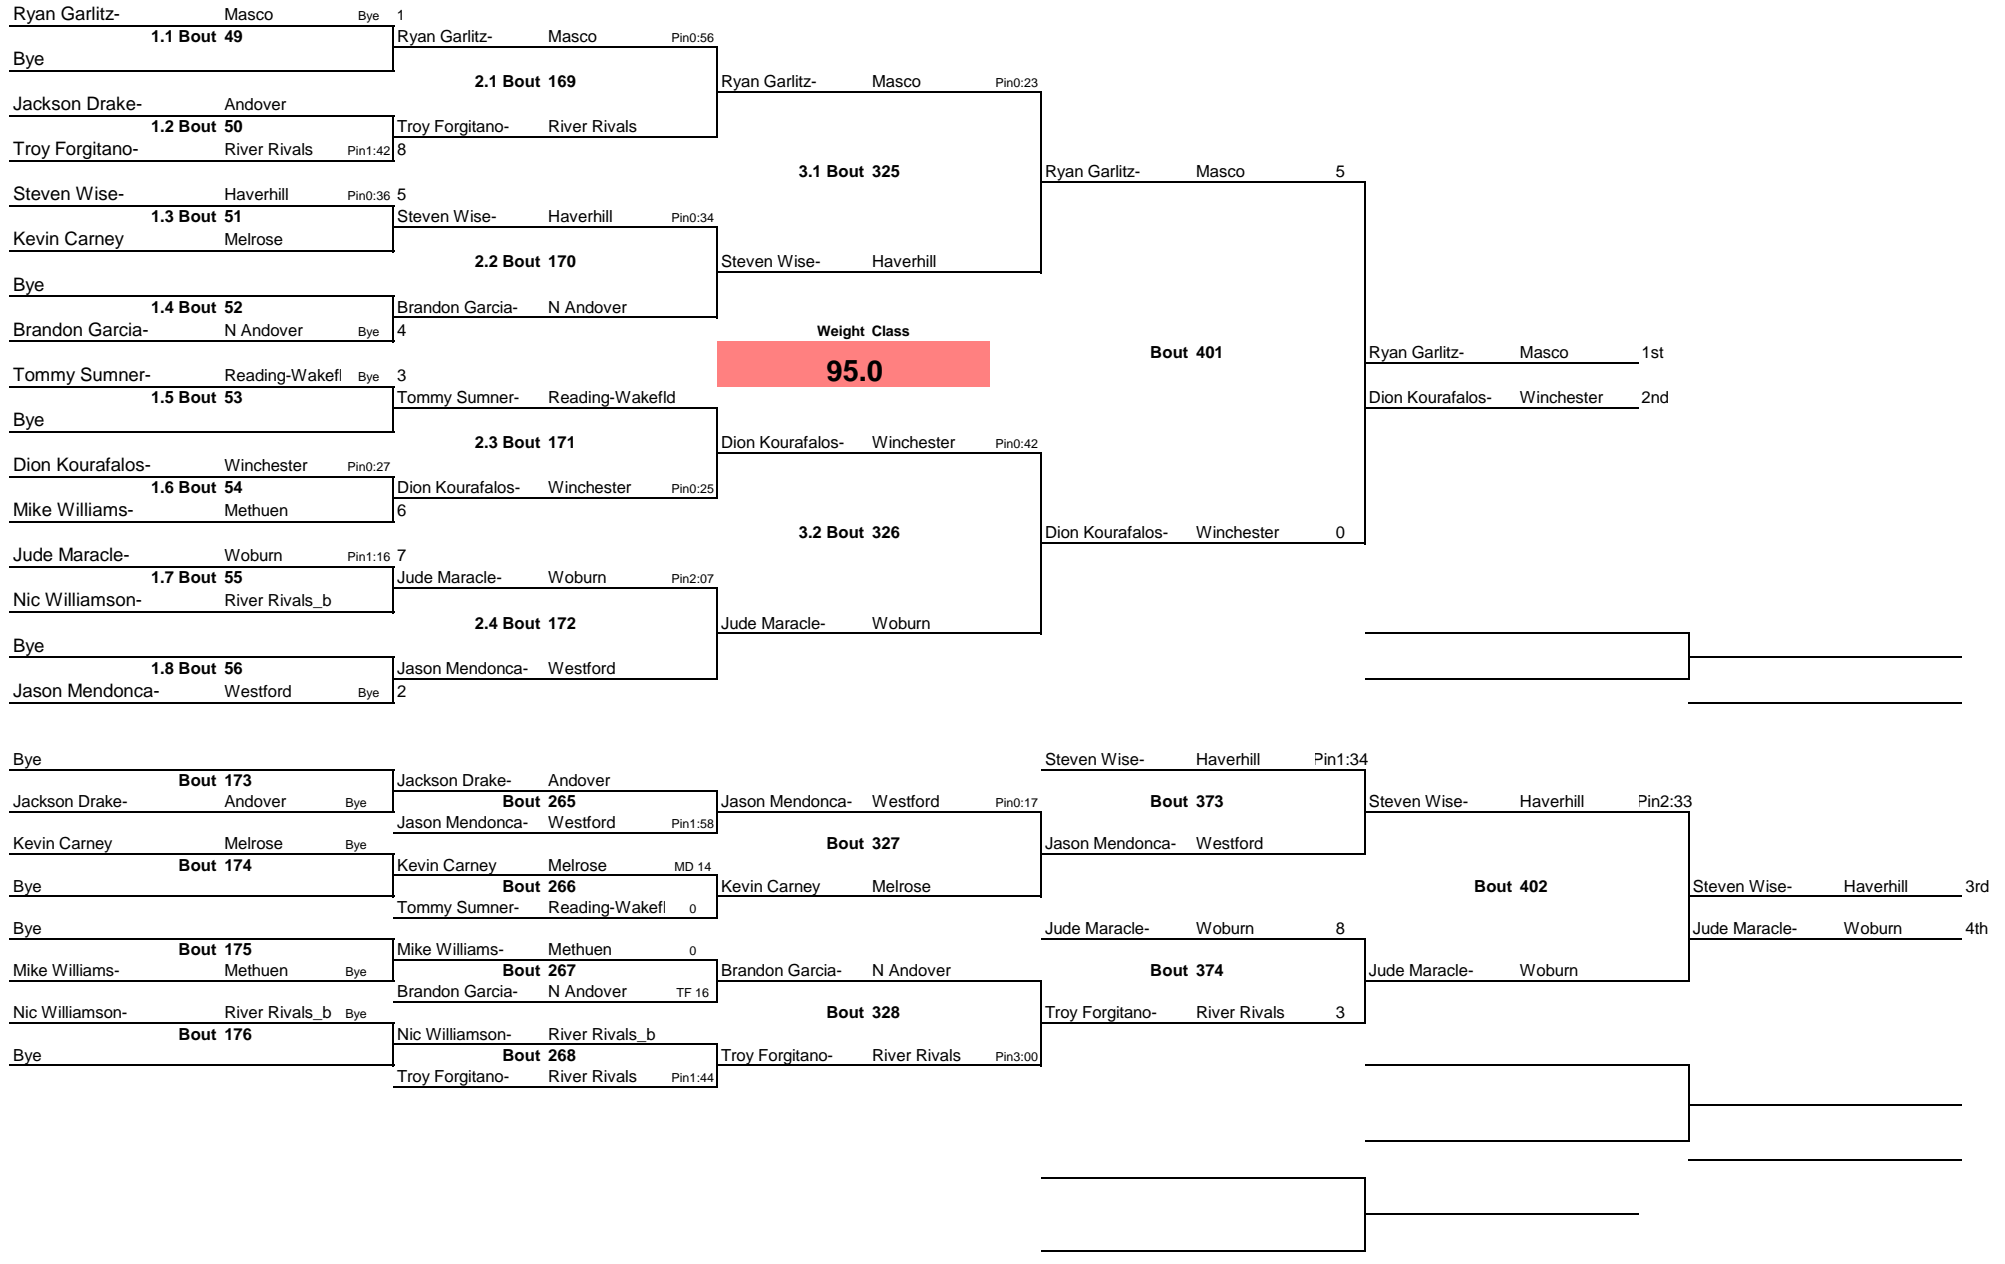 Ryan Garlitz- Masco Bye 1
1.1 Bout 49 Ryan Garlitz- Masco Pin0:56
Bye
2.1 Bout 169 Ryan Garlitz- Masco Pin0:23
Jackson Drake- Andover
1.2 Bout 50 Troy Forgitano- River Rivals
Troy Forgitano- River Rivals Pin1:42 8
3.1 Bout 325 Ryan Garlitz- Masco 5
Steven Wise- Haverhill Pin0:36 5
1.3 Bout 51 Steven Wise- Haverhill Pin0:34
Kevin Carney Melrose
2.2 Bout 170 Steven Wise- Haverhill
Bye
1.4 Bout 52 Brandon Garcia- N Andover
Brandon Garcia- N Andover Bye 4 Weight Class
Bout 401 Ryan Garlitz- Masco 1st
95.0
Tommy Sumner- Reading-Wakefl Bye 3
1.5 Bout 53 Tommy Sumner- Reading-Wakefld Dion Kourafalos- Winchester 2nd
Bye
2.3 Bout 171 Dion Kourafalos- Winchester Pin0:42
Dion Kourafalos- Winchester Pin0:27
1.6 Bout 54 Dion Kourafalos- Winchester Pin0:25
Mike Williams- Methuen 6
3.2 Bout 326 Dion Kourafalos- Winchester 0
Jude Maracle- Woburn Pin1:16 7
1.7 Bout 55 Jude Maracle- Woburn Pin2:07
Nic Williamson- River Rivals_b
2.4 Bout 172 Jude Maracle- Woburn
Bye
1.8 Bout 56 Jason Mendonca- Westford
Jason Mendonca- Westford Bye 2
Bye Steven Wise- Haverhill Pin1:34
Bout 173 Jackson Drake- Andover
Jackson Drake- Andover Bye Bout 265 Jason Mendonca- Westford Pin0:17 Bout 373 Steven Wise- Haverhill Pin2:33
Jason Mendonca- Westford Pin1:58
Kevin Carney Melrose Bye Bout 327 Jason Mendonca- Westford
Bout 174 Kevin Carney Melrose MD 14
Bye Bout 266 Kevin Carney Melrose Bout 402 Steven Wise- Haverhill 3rd
Tommy Sumner- Reading-Wakefl 0
Bye Jude Maracle- Woburn 8 Jude Maracle- Woburn 4th
Bout 175 Mike Williams- Methuen 0
Mike Williams- Methuen Bye Bout 267 Brandon Garcia- N Andover Bout 374 Jude Maracle- Woburn
Brandon Garcia- N Andover TF 16
Nic Williamson- River Rivals_b Bye Bout 328 Troy Forgitano- River Rivals 3
Bout 176 Nic Williamson- River Rivals_b
Bye Bout 268 Troy Forgitano- River Rivals Pin3:00
Troy Forgitano- River Rivals Pin1:44